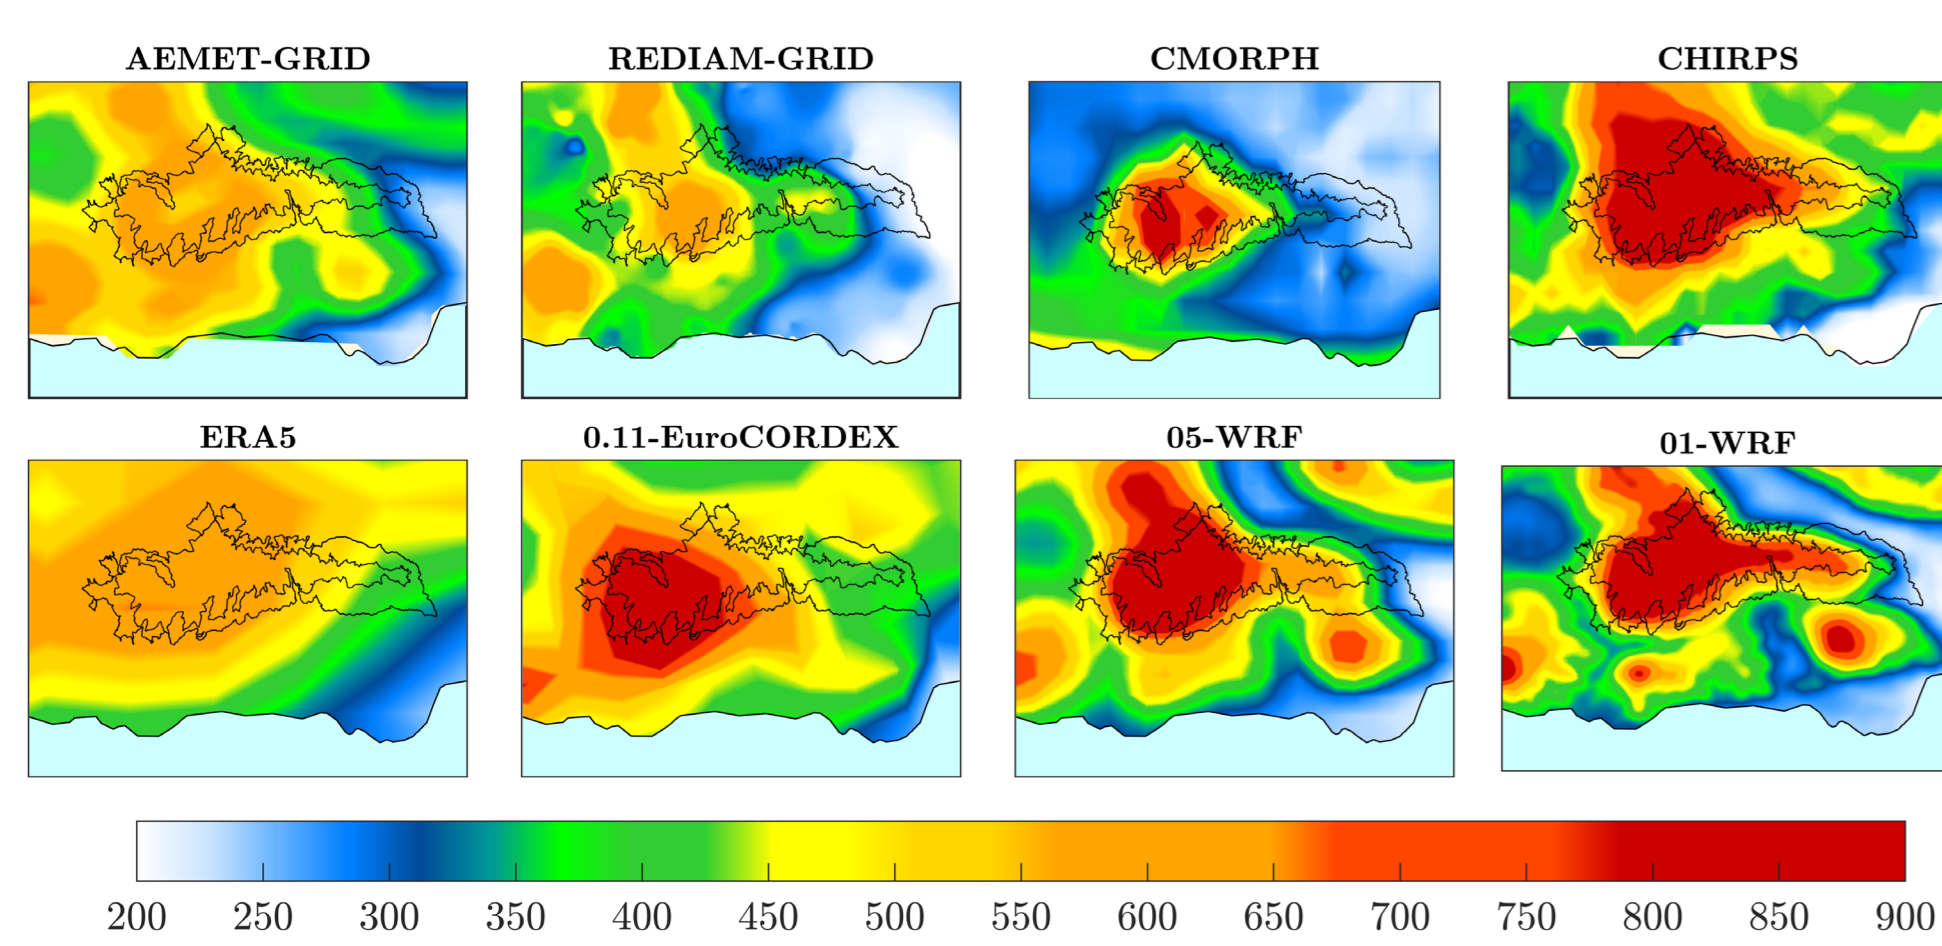 AEMET-GRID REDIAM-GRID CMORPH CHIRPS
ERA5 0.11-EuroCORDEX 05-WRF 01-WRF
200 250 300 350 400 450 500 550 600 650 700 750 800 850 900